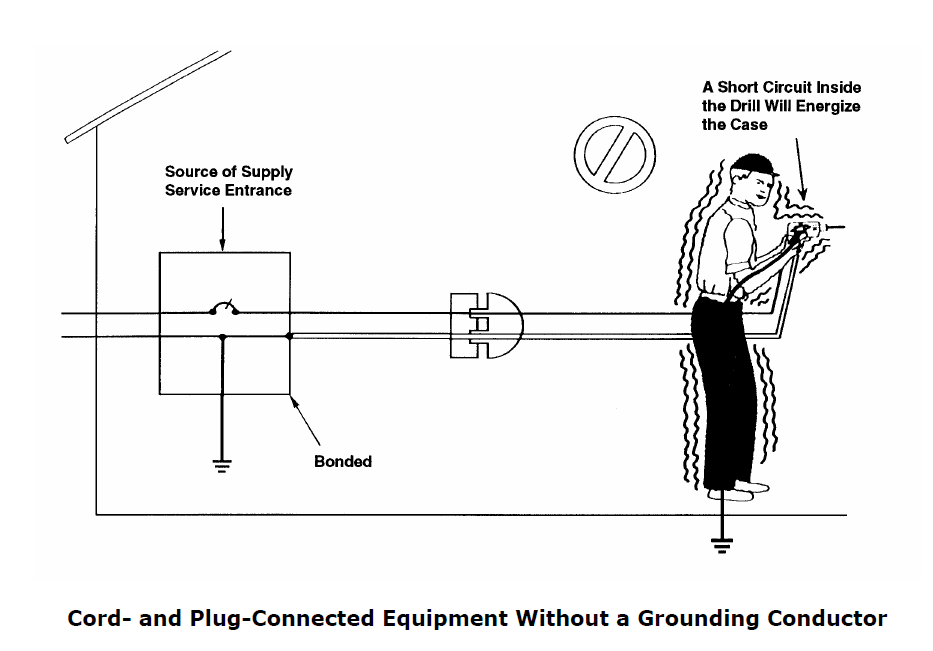 A Short Circuit Inside
the Drill Will Energize
the Case
Source of Supply
Service Entrance
Bonded
Cord- and Plug-Connected Equipment Without a Grounding Conductor